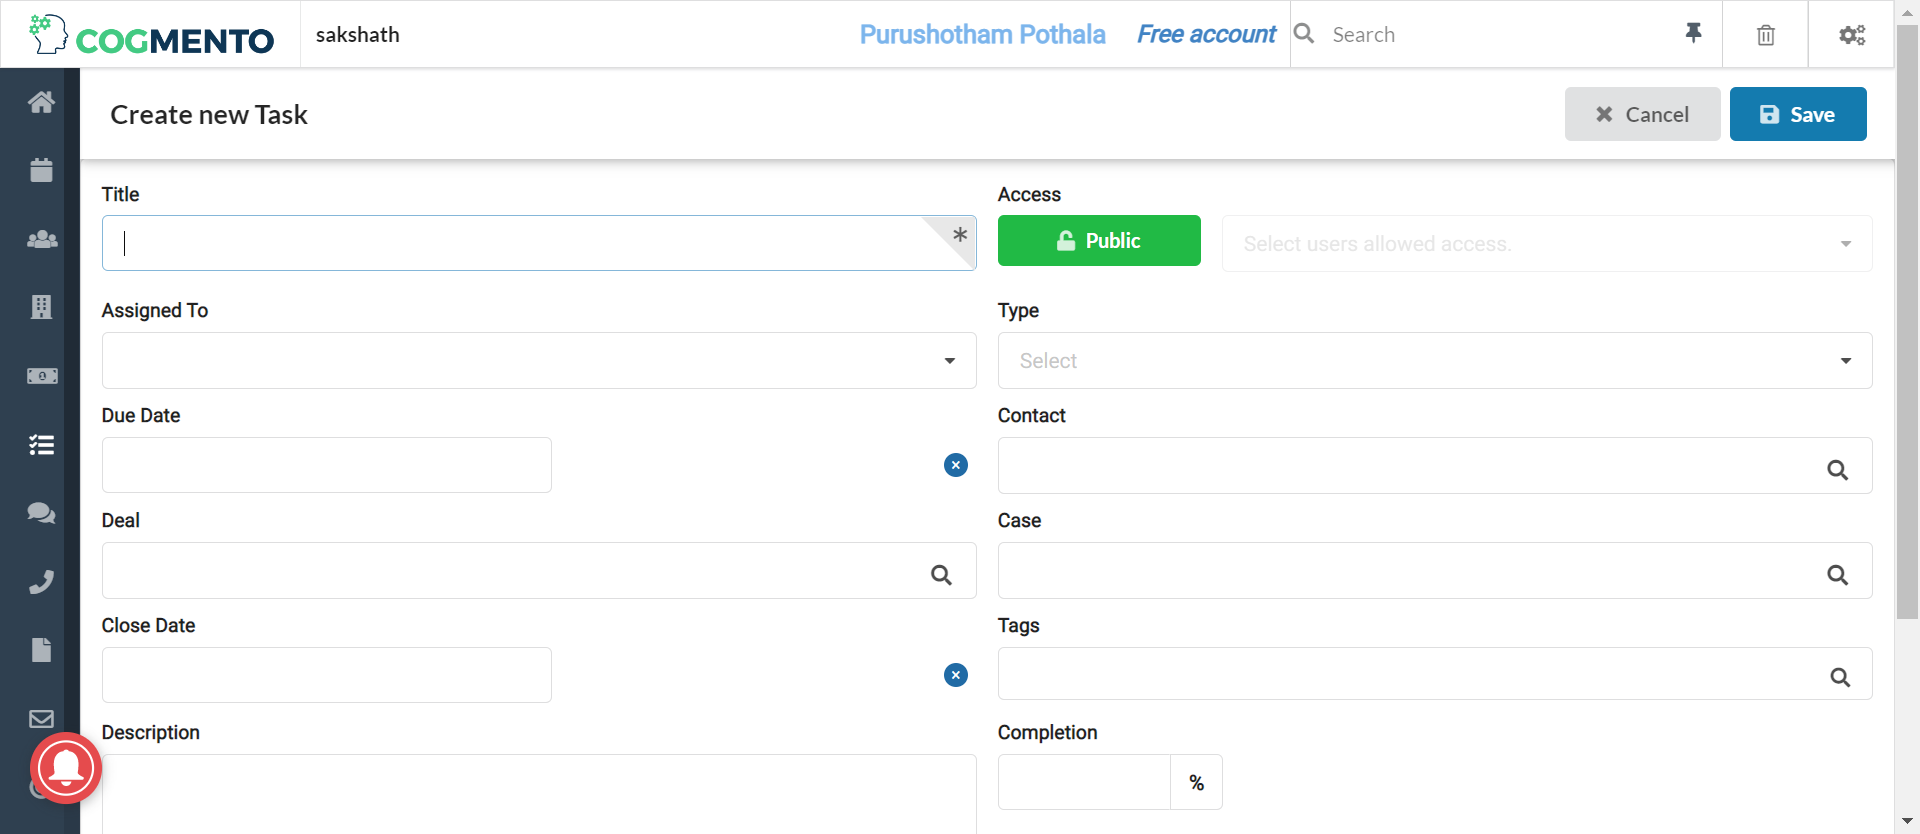 COGMENTO
sakshath
Purushotham Pothala
Free account
Search
Create new Task
Cancel
Save
Title
*
Access
Public
Select users allowed access.
Assigned To
Type
Select
Due Date
Contact
Deal
Case
Close Date
Tags
Description
Completion
%